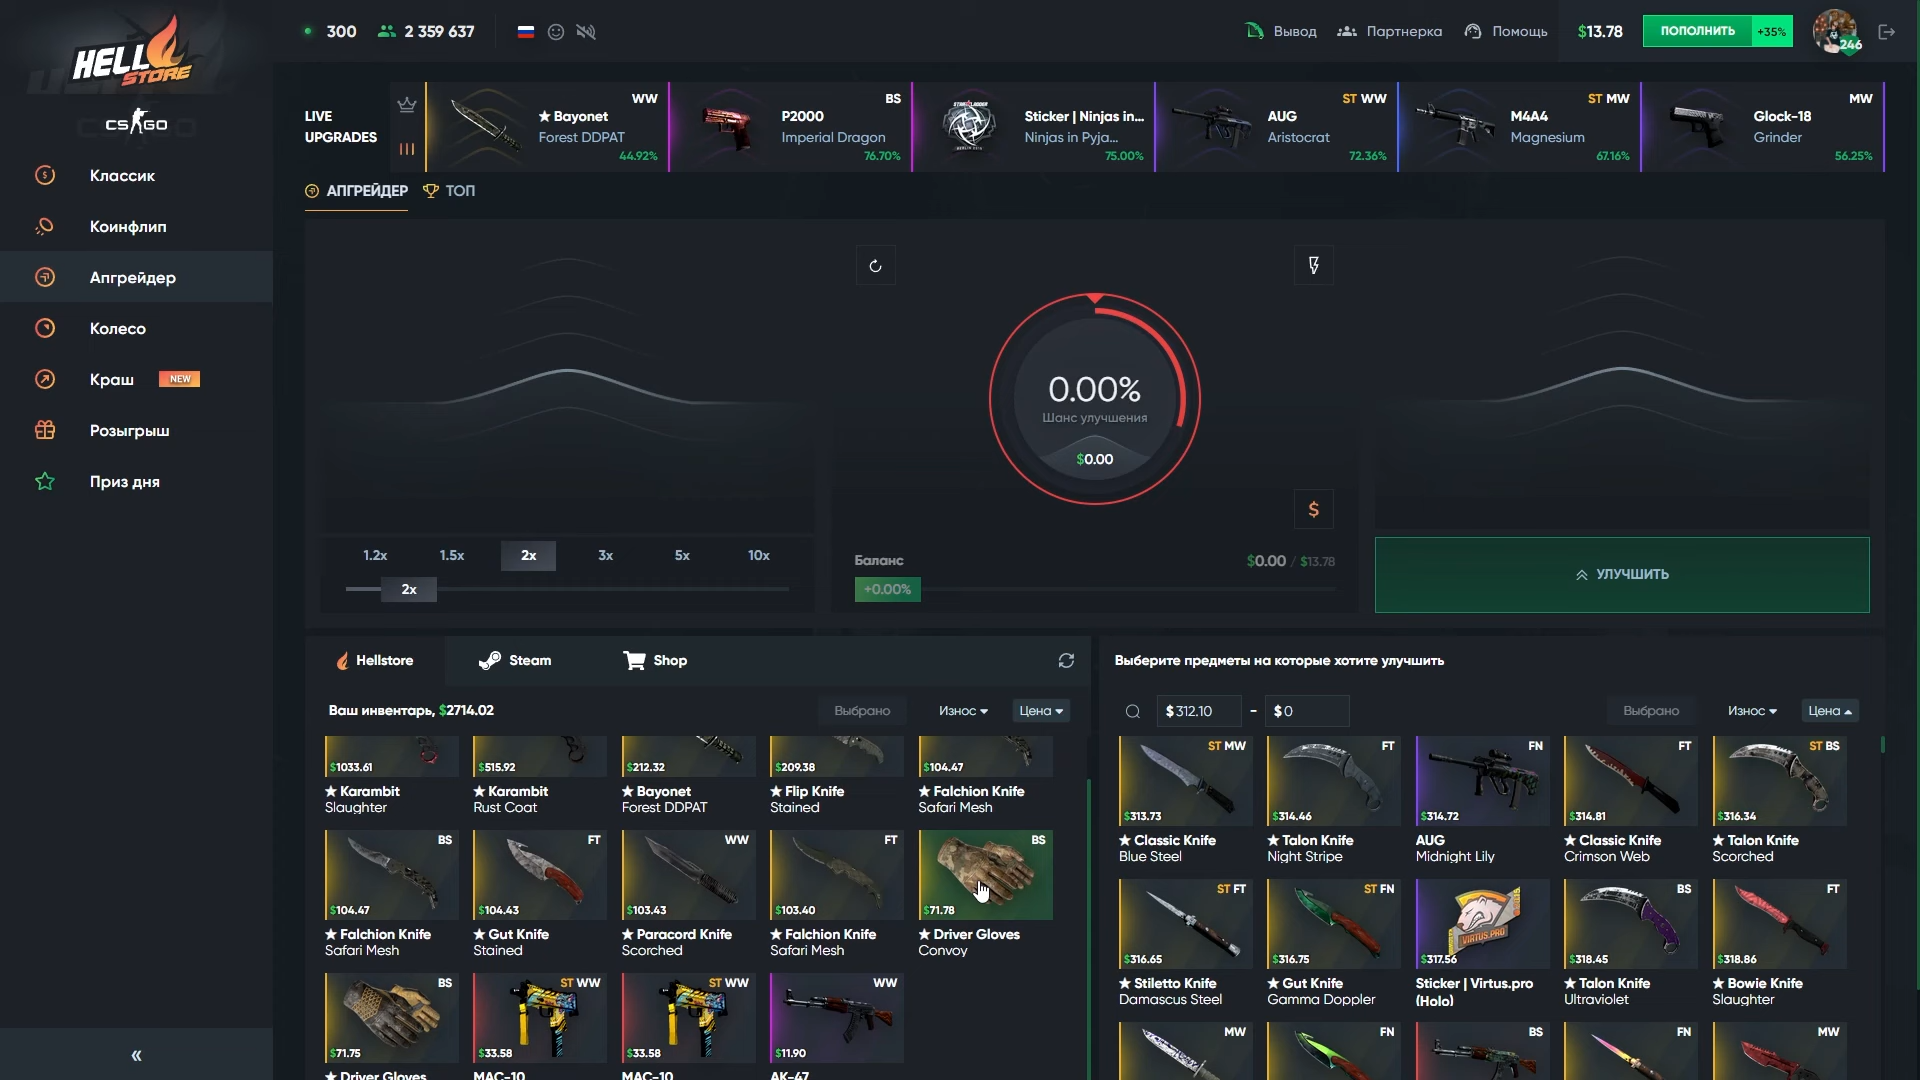 HELL
STORE
CS GO
Классик
Коинфлип
Апгрейдер
Колесо
Краш NEW
Розыгрыш
Приз дня
«
300 2 359 637
Вывод Партнерка Помощь $13.78 ПОПОЛНИТЬ +35% 246
LIVE UPGRADES
WW
★ Bayonet
Forest DDPAT
44.92%
BS
P2000
Imperial Dragon
76.70%
Sticker | Ninjas in...
Ninjas in Pyja...
75.00%
ST WW
AUG
Aristocrat
72.36%
ST MW
M4A4
Magnesium
67.16%
MW
Glock-18
Grinder
56.25%
АПГРЕЙДЕР ТОП
0.00%
Шанс улучшения
$0.00
$
1.2x 1.5x 2x 3x 5x 10x
2x
Баланс $0.00 / $13.78
+0.00%
УЛУЧШИТЬ
Hellstore Steam Shop
Ваш инвентарь, $2714.02 Выбрано Износ Цена
$1033.61 $515.92 $212.32 $209.38 $104.47
★ Karambit ★ Karambit ★ Bayonet ★ Flip Knife ★ Falchion Knife
Slaughter Rust Coat Forest DDPAT Stained Safari Mesh
BS FT WW FT BS
$104.47 $104.43 $103.43 $103.40 $71.78
★ Falchion Knife ★ Gut Knife ★ Paracord Knife ★ Falchion Knife ★ Driver Gloves
Safari Mesh Stained Scorched Safari Mesh Convoy
BS ST WW ST WW WW
$71.75 $33.58 $33.58 $11.90
★ Driver Gloves MAC-10 MAC-10 AK-47
Выберите предметы на которые хотите улучшить
$312.10 - $0 Выбрано Износ Цена
ST MW FT FN FT ST BS
$313.73 $314.46 $314.72 $314.81 $316.34
★ Classic Knife ★ Talon Knife AUG ★ Classic Knife ★ Talon Knife
Blue Steel Night Stripe Midnight Lily Crimson Web Scorched
ST FT ST FN VIRTUS.PRO BS FT
$316.65 $316.75 $317.56 $318.45 $318.86
★ Stiletto Knife ★ Gut Knife Sticker | Virtus.pro ★ Talon Knife ★ Bowie Knife
Damascus Steel Gamma Doppler (Holo) Ultraviolet Slaughter
MW FN BS FN MW